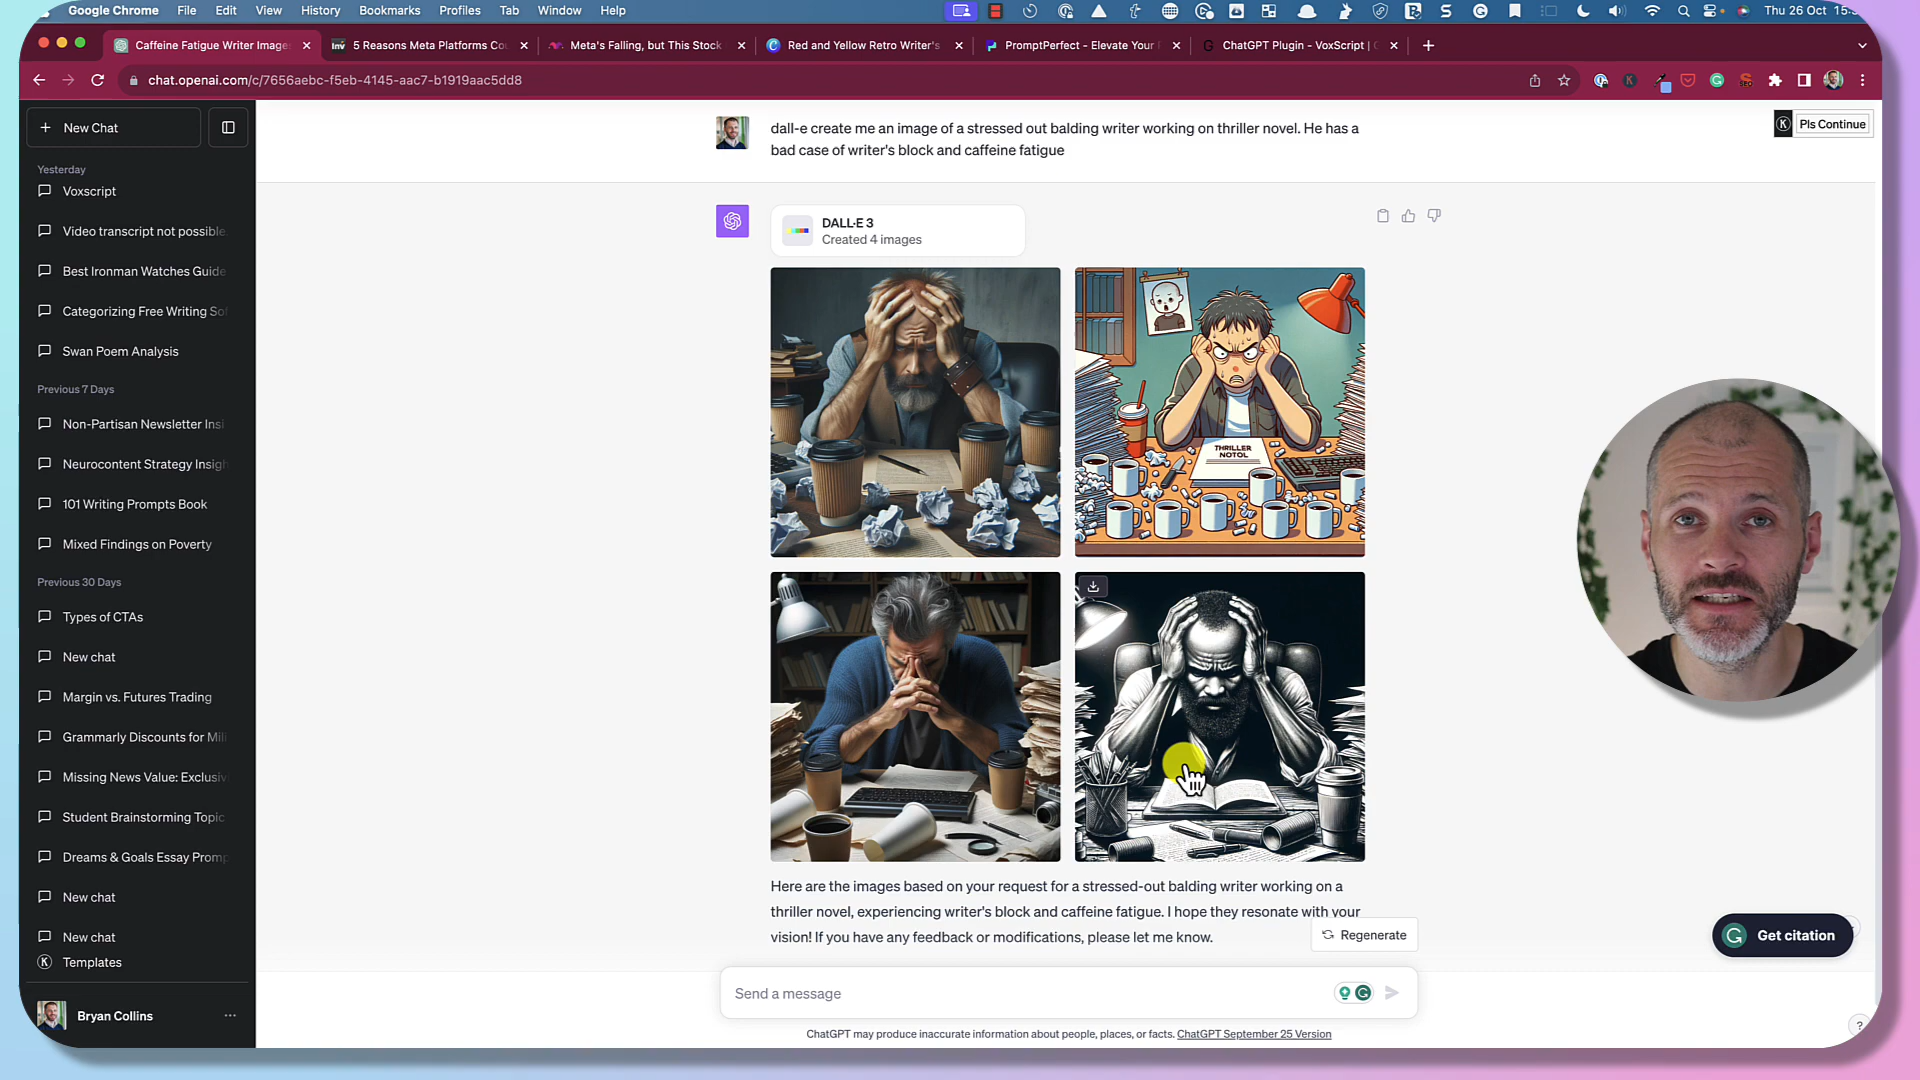 Google Chrome File Edit View History Bookmarks Profiles Tab Window Help
Thu 26 Oct
Caffeine Fatigue Writer Image
5 Reasons Meta Platforms Co
Meta's Falling, but This Stock
Red and Yellow Retro Writer's
PromptPerfect - Elevate Your
ChatGPT Plugin - VoxScript |
chat.openai.com/c/7656aebc-f5eb-4145-aac7-b1919aac5dd8
New Chat
Yesterday
Voxscript
Video transcript not possible.
Best Ironman Watches Guide
Categorizing Free Writing So
Swan Poem Analysis
Previous 7 Days
Non-Partisan Newsletter Insi
Neurocontent Strategy Insigh
101 Writing Prompts Book
Mixed Findings on Poverty
Previous 30 Days
Types of CTAs
New chat
Margin vs. Futures Trading
Grammarly Discounts for Mil
Missing News Value: Exclusiv
Student Brainstorming Topic
Dreams & Goals Essay Promp
New chat
New chat
Templates
Bryan Collins
dall-e create me an image of a stressed out balding writer working on thriller novel. He has a
bad case of writer's block and caffeine fatigue
Pls Continue
DALL·E 3
Created 4 images
THRILLER
NOTOL
Here are the images based on your request for a stressed-out balding writer working on a
thriller novel, experiencing writer's block and caffeine fatigue. I hope they resonate with your
vision! If you have any feedback or modifications, please let me know.
Regenerate
Get citation
Send a message
ChatGPT may produce inaccurate information about people, places, or facts. ChatGPT September 25 Version
?